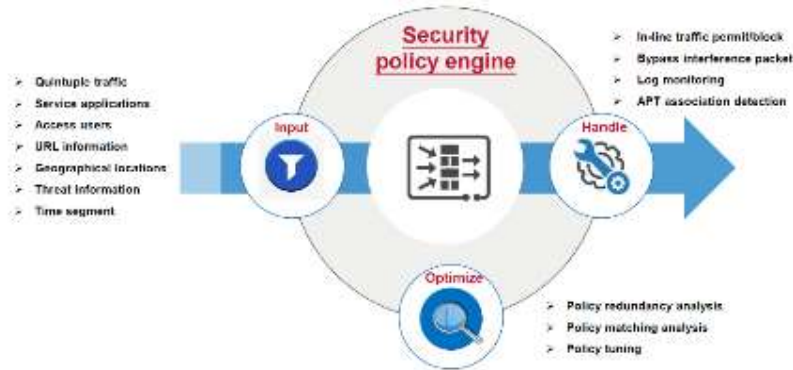 Security
policy engine
➢ Quintuple traffic
➢ Service applications
➢ Access users
➢ URL information
➢ Geographical locations
➢ Threat information
➢ Time segment
Input
➢ In-line traffic permit/block
➢ Bypass interference packet
➢ Log monitoring
➢ APT association detection
Handle
Optimize
➢ Policy redundancy analysis
➢ Policy matching analysis
➢ Policy tuning